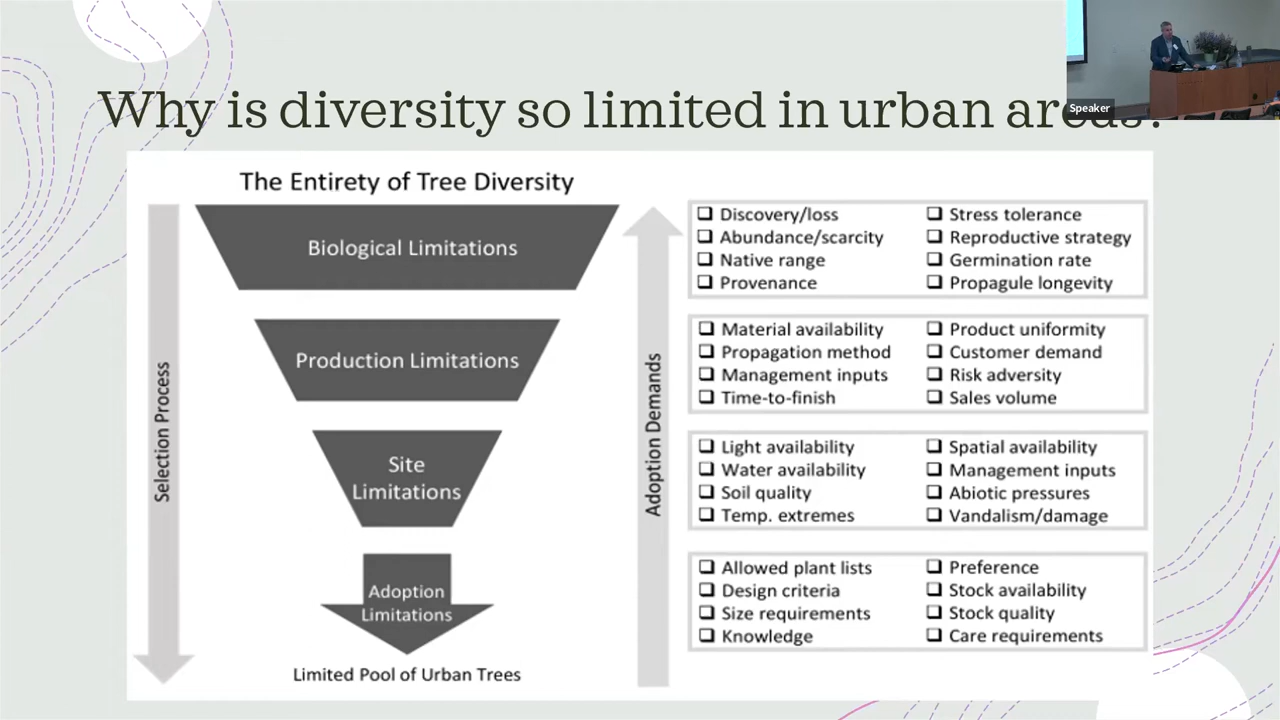 Why is diversity so limited in urban areas?
Speaker
The Entirety of Tree Diversity
Biological Limitations
Production Limitations
Site
Limitations
Adoption
Limitations
Limited Pool of Urban Trees
Selection Process
Adoption Demands
❑ Discovery/loss
❑ Abundance/scarcity
❑ Native range
❑ Provenance
❑ Stress tolerance
❑ Reproductive strategy
❑ Germination rate
❑ Propagule longevity
❑ Material availability
❑ Propagation method
❑ Management inputs
❑ Time-to-finish
❑ Product uniformity
❑ Customer demand
❑ Risk adversity
❑ Sales volume
❑ Light availability
❑ Water availability
❑ Soil quality
❑ Temp. extremes
❑ Spatial availability
❑ Management inputs
❑ Abiotic pressures
❑ Vandalism/damage
❑ Allowed plant lists
❑ Design criteria
❑ Size requirements
❑ Knowledge
❑ Preference
❑ Stock availability
❑ Stock quality
❑ Care requirements